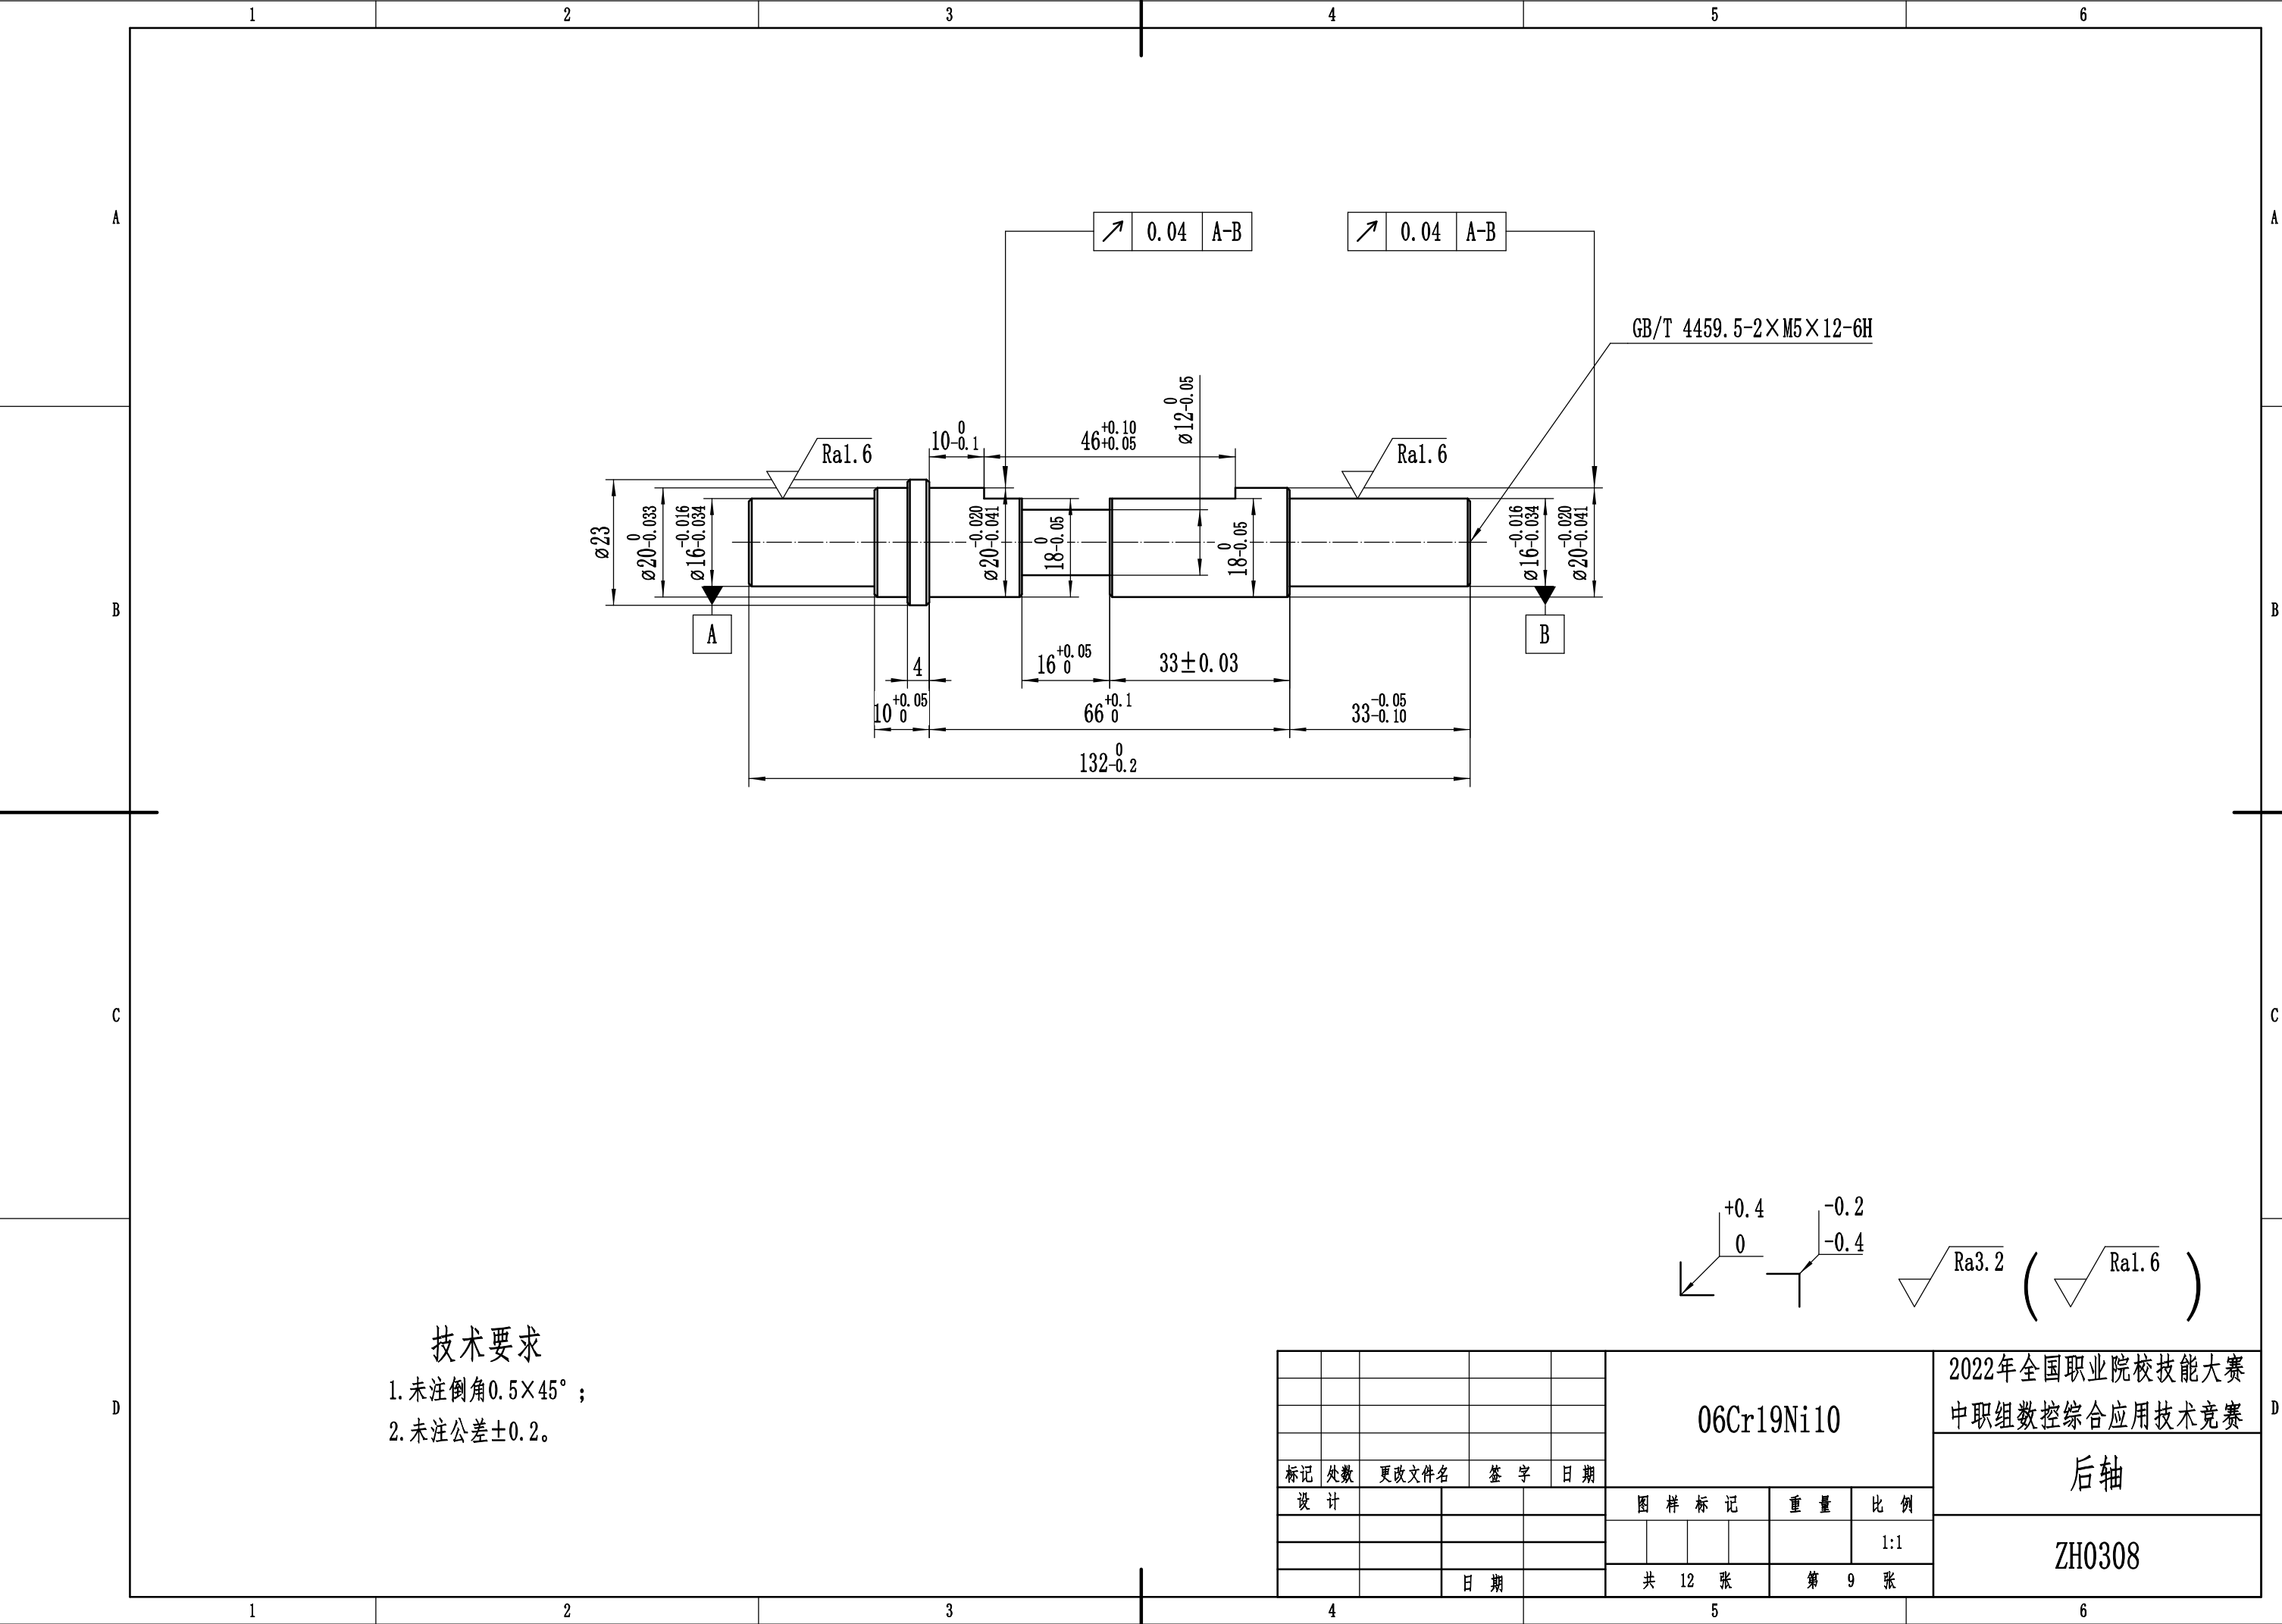 1 2 3 4 5 6
A A
0.04 A-B
0.04 A-B
GB/T 4459.5-2×M5×12-6H
ø12 0 -0.05
10 0 -0.1
46 +0.10 +0.05
Ra1.6
Ra1.6
ø23
ø20 0 -0.033
ø16 -0.016 -0.034
ø20 -0.020 -0.041
18 0 -0.05
18 0 -0.05
ø16 -0.016 -0.034
ø20 -0.020 -0.041
B B
A
B
4
16 +0.05 0
33±0.03
10 +0.05 0
66 +0.1 0
33 -0.05 -0.10
132 0 -0.2
C C
+0.4
0
-0.2
-0.4
Ra3.2 ( Ra1.6 )
技术要求
1.未注倒角0.5×45°;
2.未注公差±0.2。
D D
06Cr19Ni10
2022年全国职业院校技能大赛
中职组数控综合应用技术竞赛
标记 处数 更改文件名 签 字 日 期
后轴
设 计
图 样 标 记 重 量 比 例
1:1
ZH0308
日 期
共 12 张 第 9 张
1 2 3 4 5 6